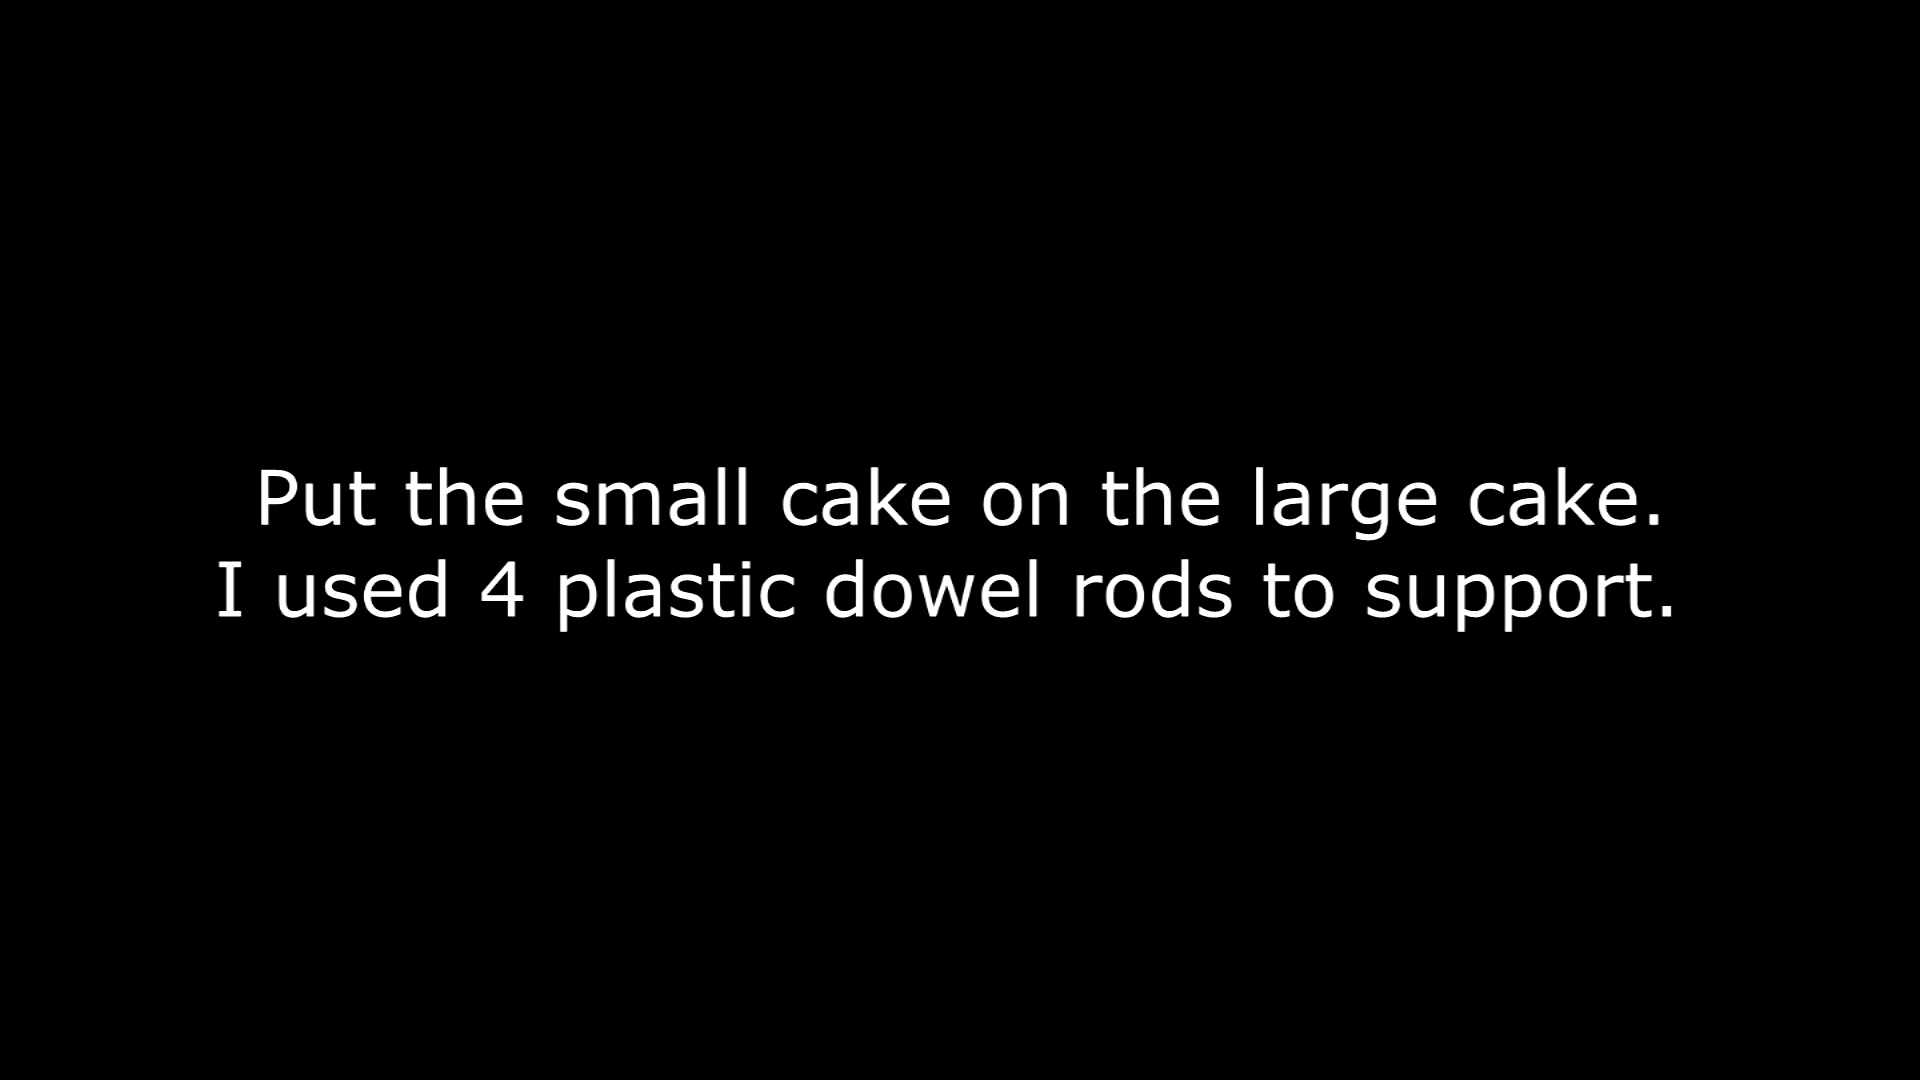 Put the small cake on the large cake.
I used 4 plastic dowel rods to support.